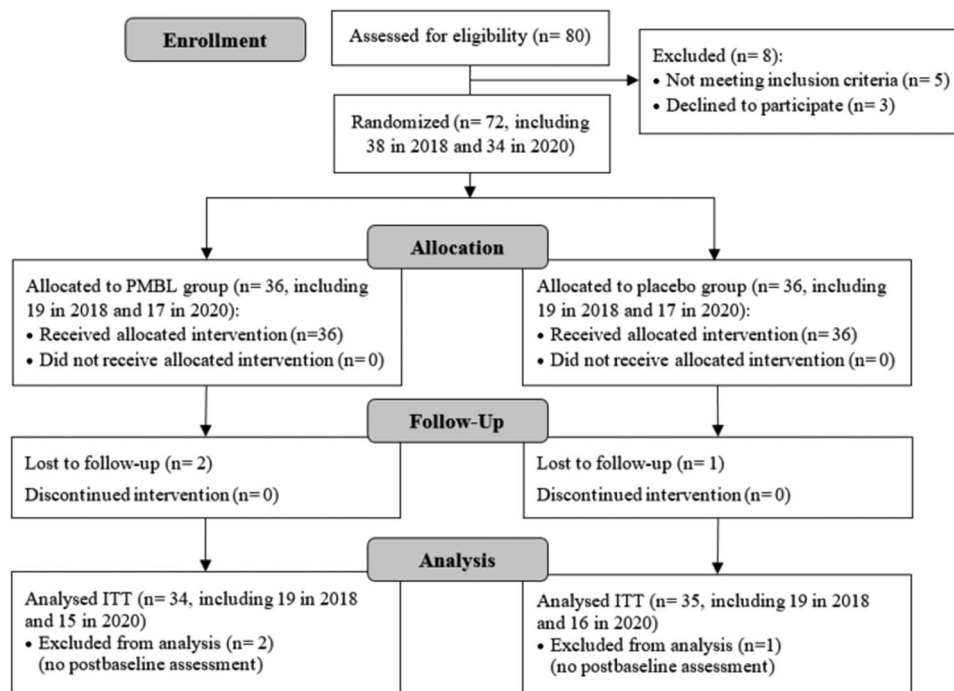 Enrollment
Assessed for eligibility (n= 80)
Excluded (n= 8):
• Not meeting inclusion criteria (n= 5)
• Declined to participate (n= 3)
Randomized (n= 72, including
38 in 2018 and 34 in 2020)
Allocation
Allocated to PMBL group (n= 36, including
19 in 2018 and 17 in 2020):
• Received allocated intervention (n=36)
• Did not receive allocated intervention (n= 0)
Allocated to placebo group (n= 36, including
19 in 2018 and 17 in 2020):
• Received allocated intervention (n= 36)
• Did not receive allocated intervention (n= 0)
Follow-Up
Lost to follow-up (n= 2)
Discontinued intervention (n= 0)
Lost to follow-up (n= 1)
Discontinued intervention (n= 0)
Analysis
Analysed ITT (n= 34, including 19 in 2018
and 15 in 2020)
• Excluded from analysis (n= 2)
(no postbaseline assessment)
Analysed ITT (n= 35, including 19 in 2018
and 16 in 2020)
• Excluded from analysis (n=1)
(no postbaseline assessment)